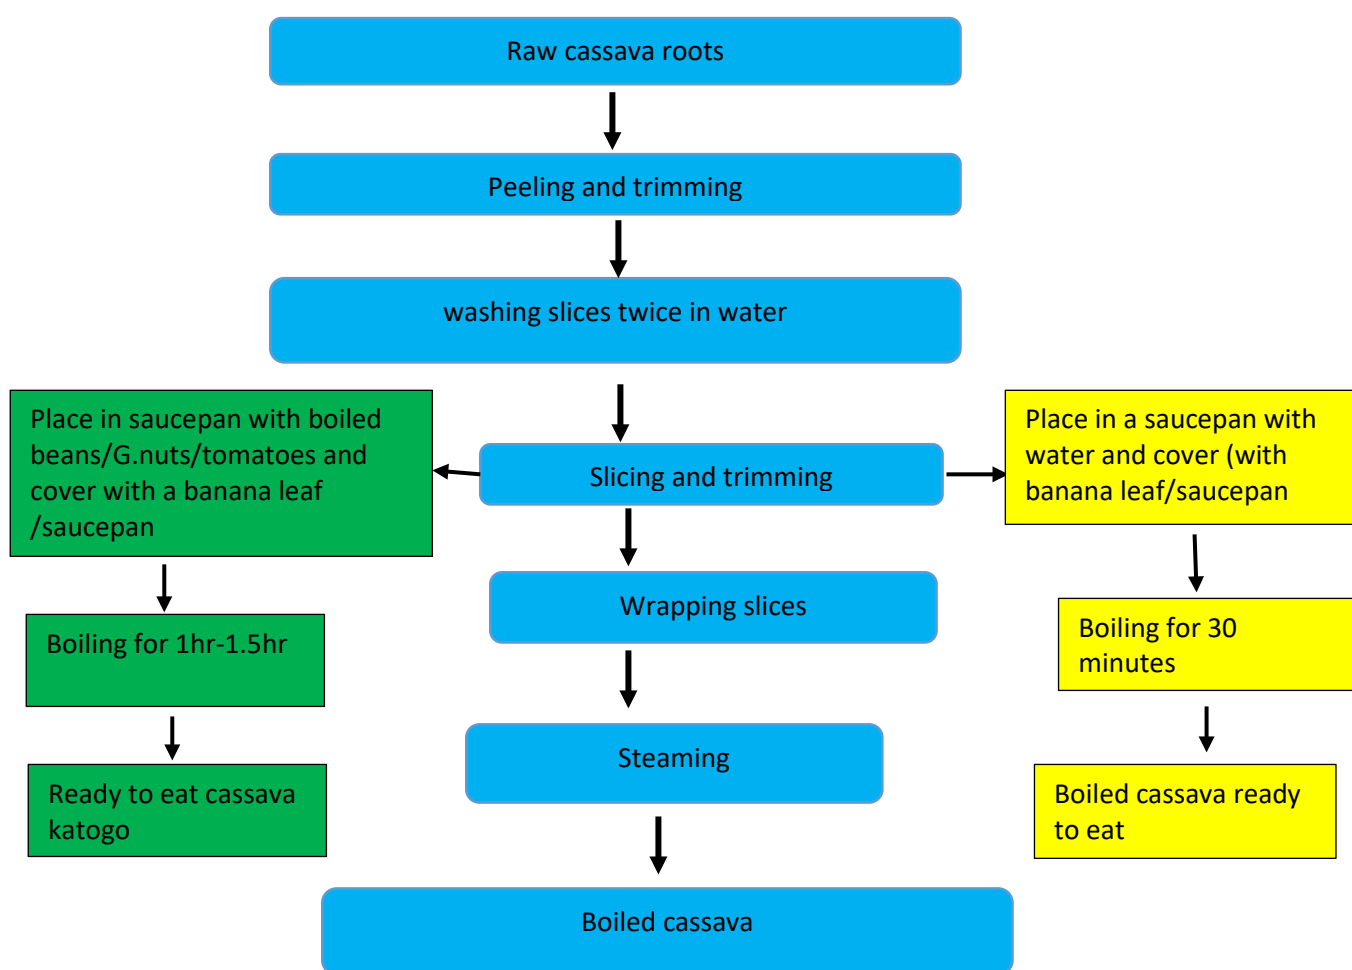 Raw cassava roots
Peeling and trimming
washing slices twice in water
Place in saucepan with boiled
beans/G.nuts/tomatoes and
cover with a banana leaf
/saucepan
Slicing and trimming
Place in a saucepan with
water and cover (with
banana leaf/saucepan
Boiling for 1hr-1.5hr
Wrapping slices
Boiling for 30
minutes
Ready to eat cassava
katogo
Steaming
Boiled cassava ready
to eat
Boiled cassava